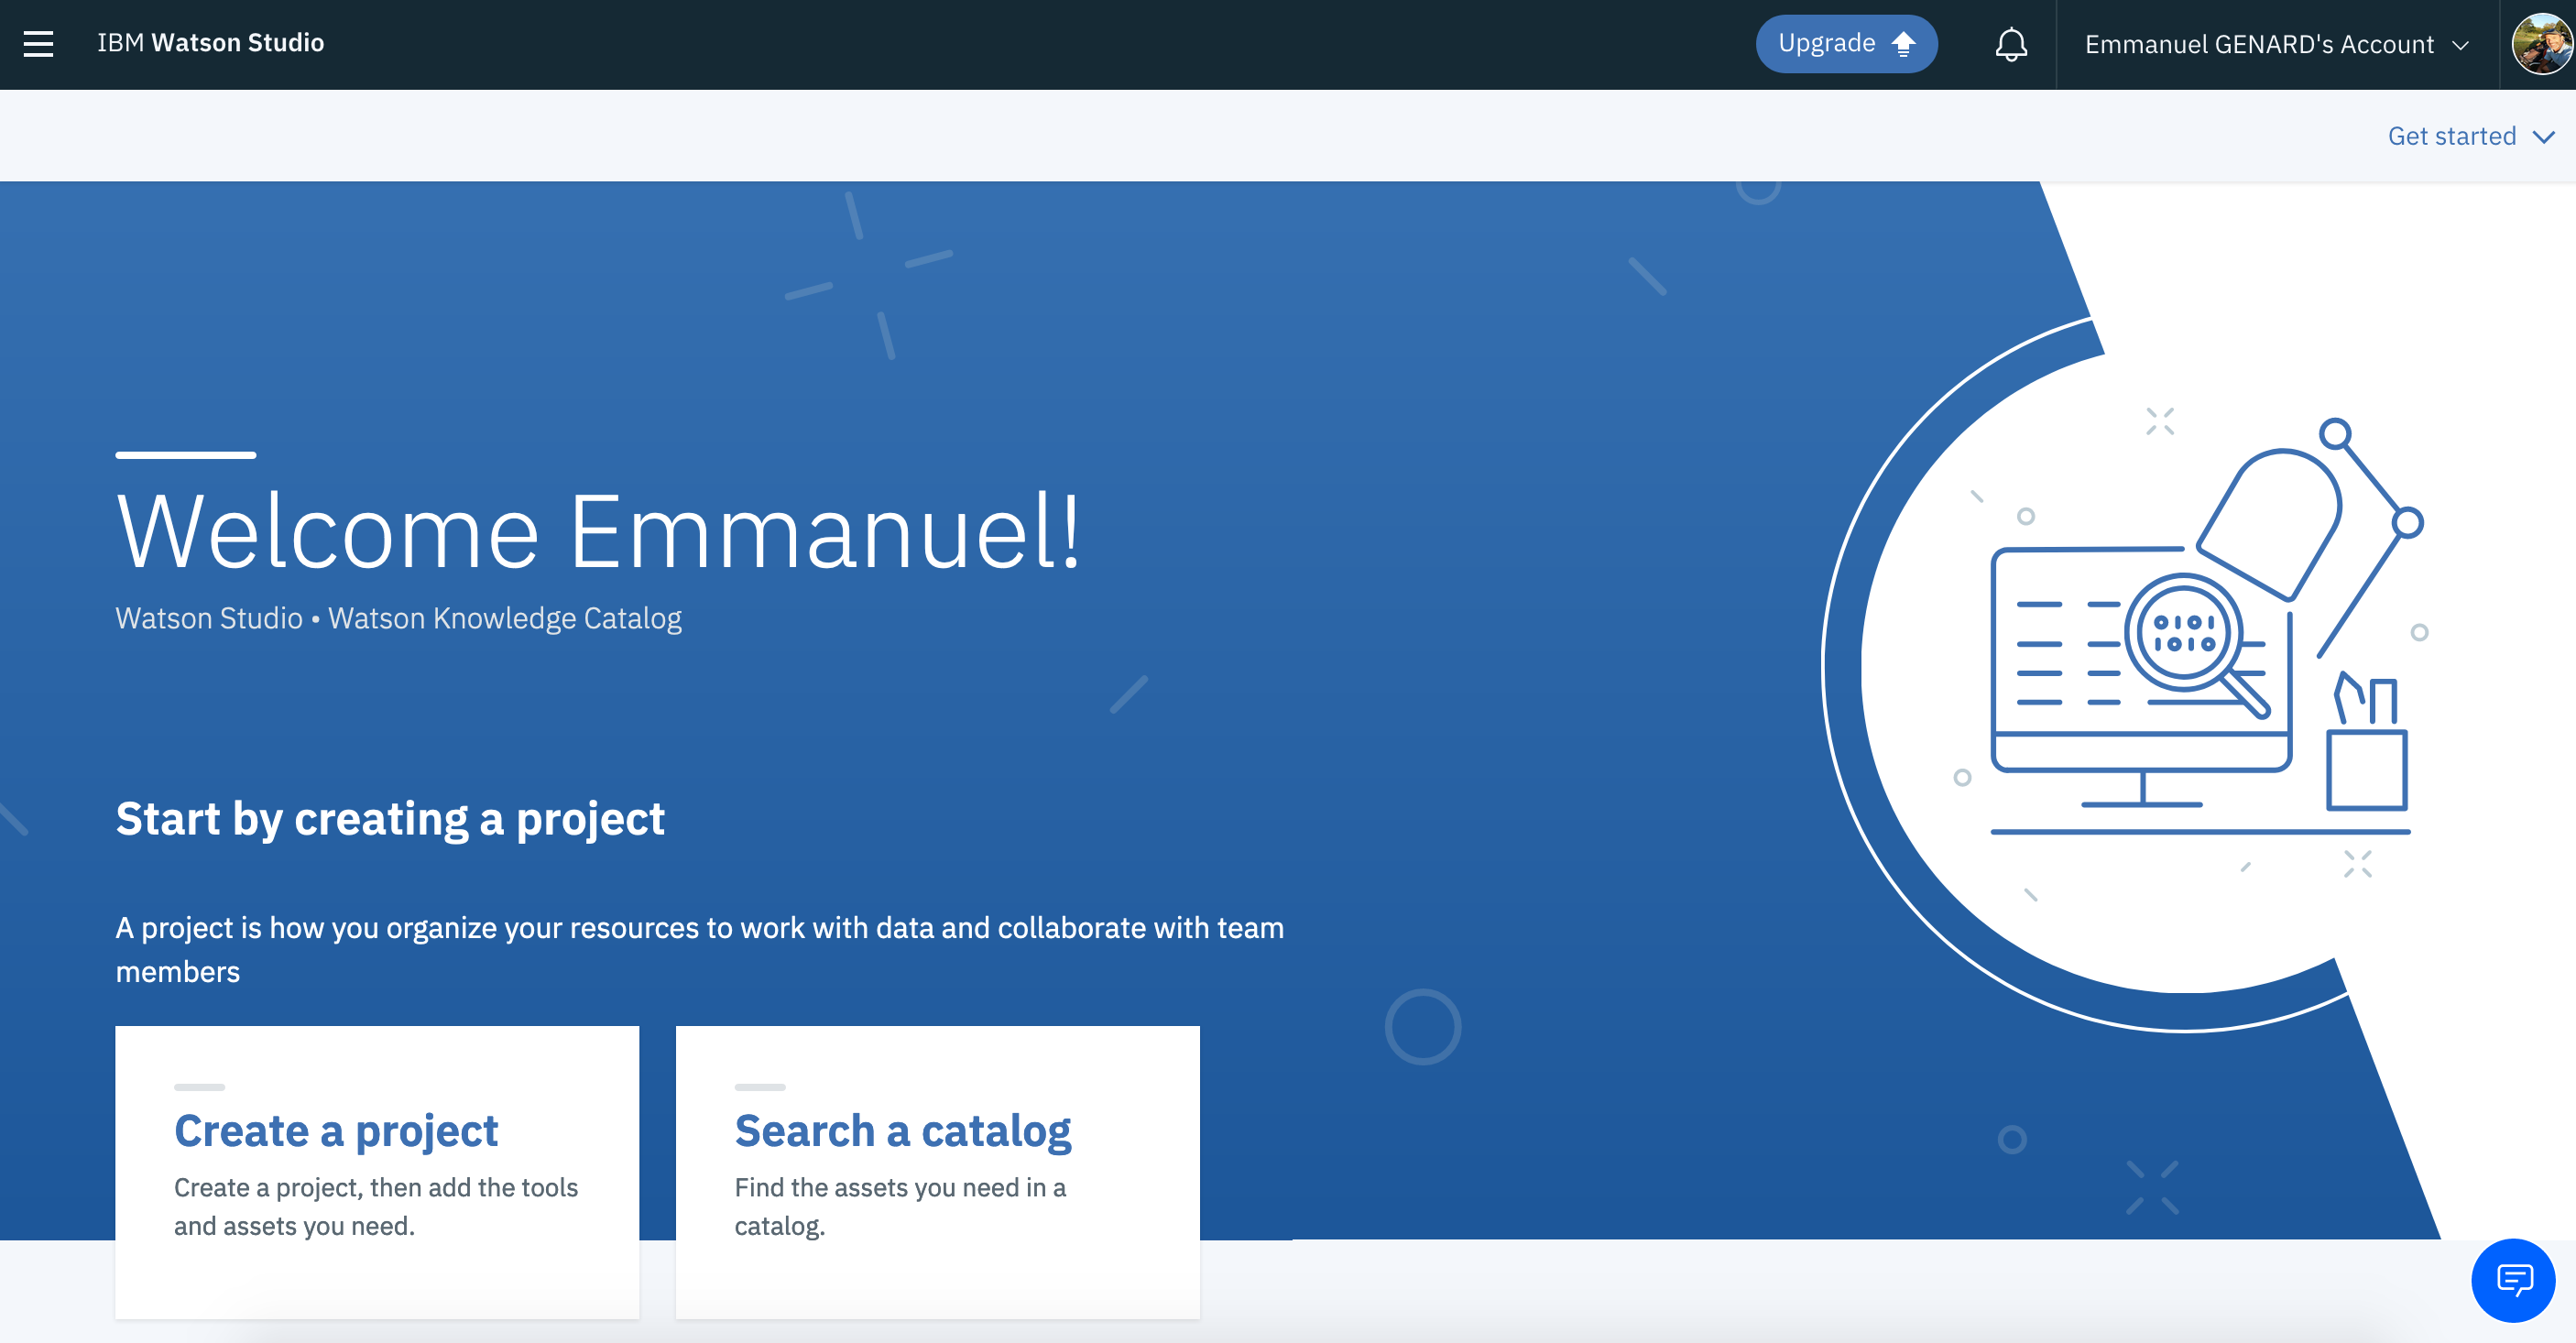 IBM Watson Studio
Upgrade
Emmanuel GENARD's Account
Get started
Welcome Emmanuel!
Watson Studio • Watson Knowledge Catalog
Start by creating a project
A project is how you organize your resources to work with data and collaborate with team
members
Create a project
Create a project, then add the tools
and assets you need.
Search a catalog
Find the assets you need in a
catalog.